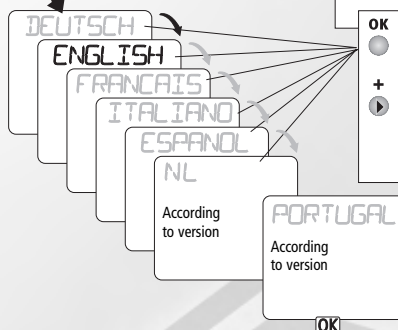 DEUTSCH
ENGLISH
FRANCAIS
ITALIANO
ESPANOL
NL
According
to version
PORTUGAL
According
to version
OK
+
OK